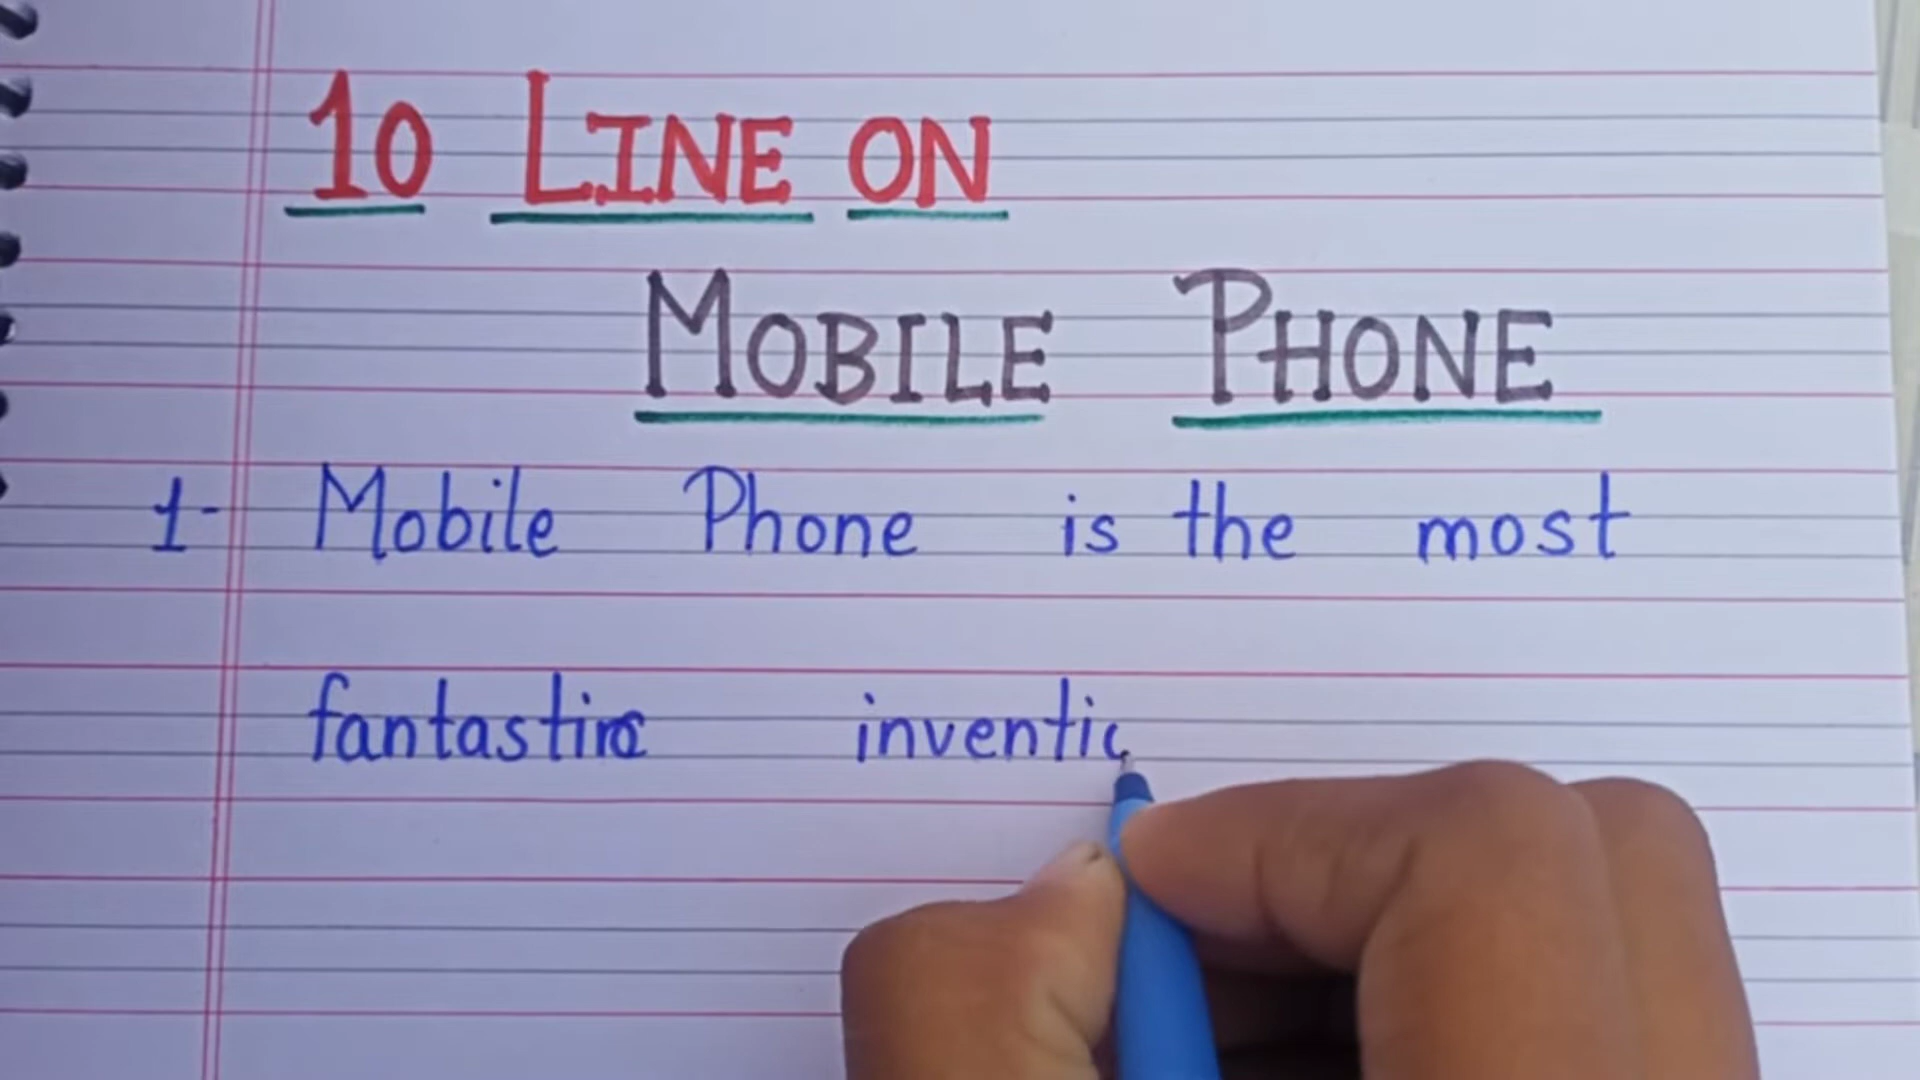 10 LINE ON
MOBILE PHONE
1- Mobile Phone is the most
fantastic inventi